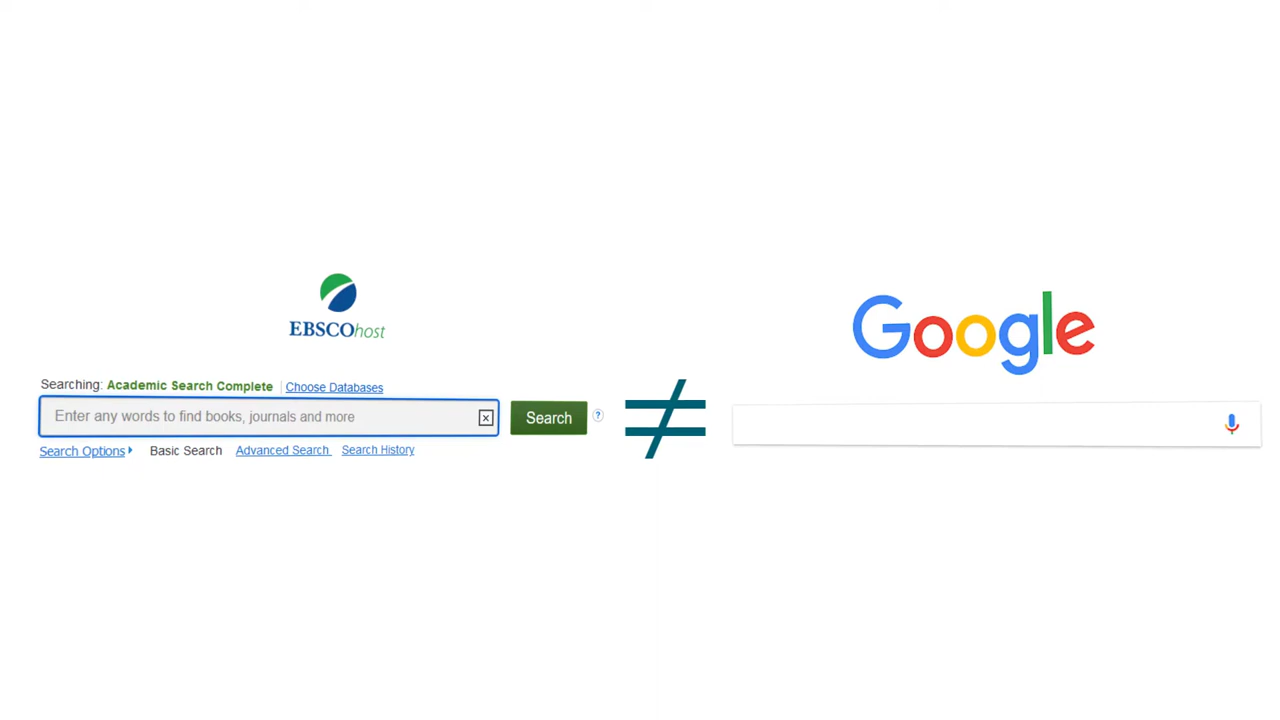 EBSCOhost
Searching: Academic Search Complete | Choose Databases
Enter any words to find books, journals and more
Search
?
Search Options
Basic Search
Advanced Search
Search History
≠
Google